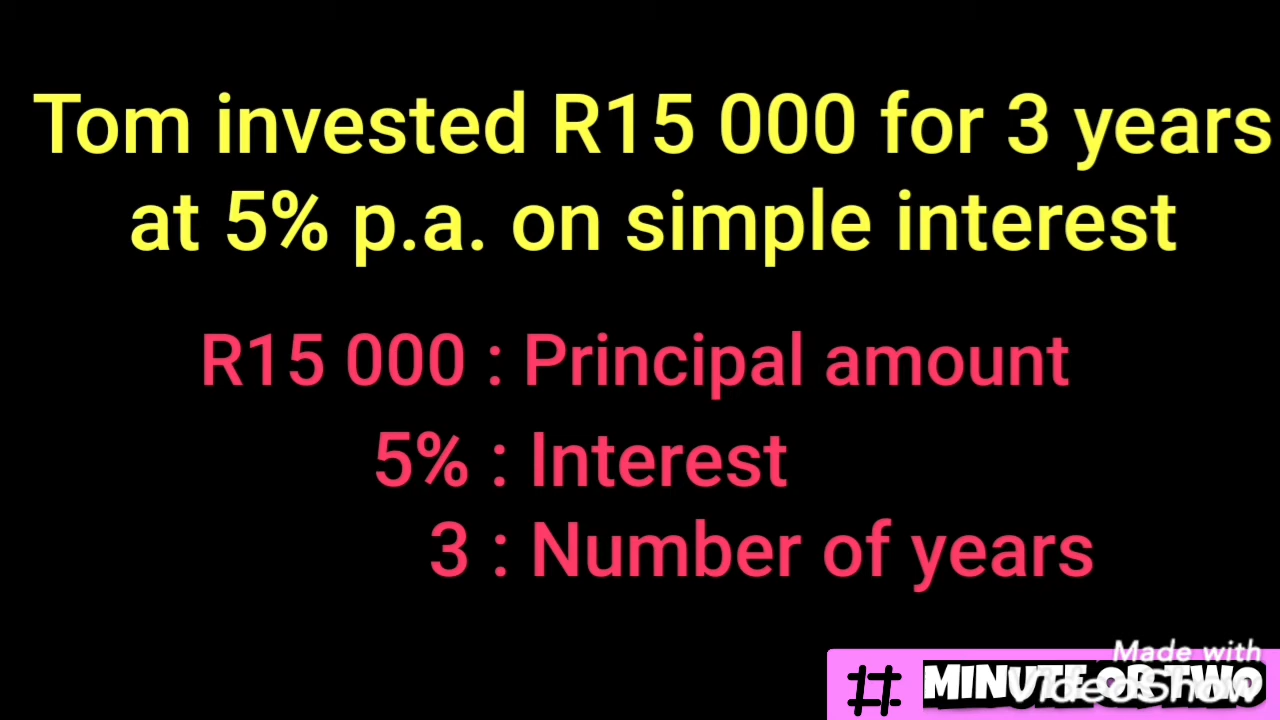 Tom invested R15 000 for 3 years
at 5% p.a. on simple interest
R15 000 : Principal amount
5% : Interest
3 : Number of years
Made with
VideoShow
# MINUTE OR TWO